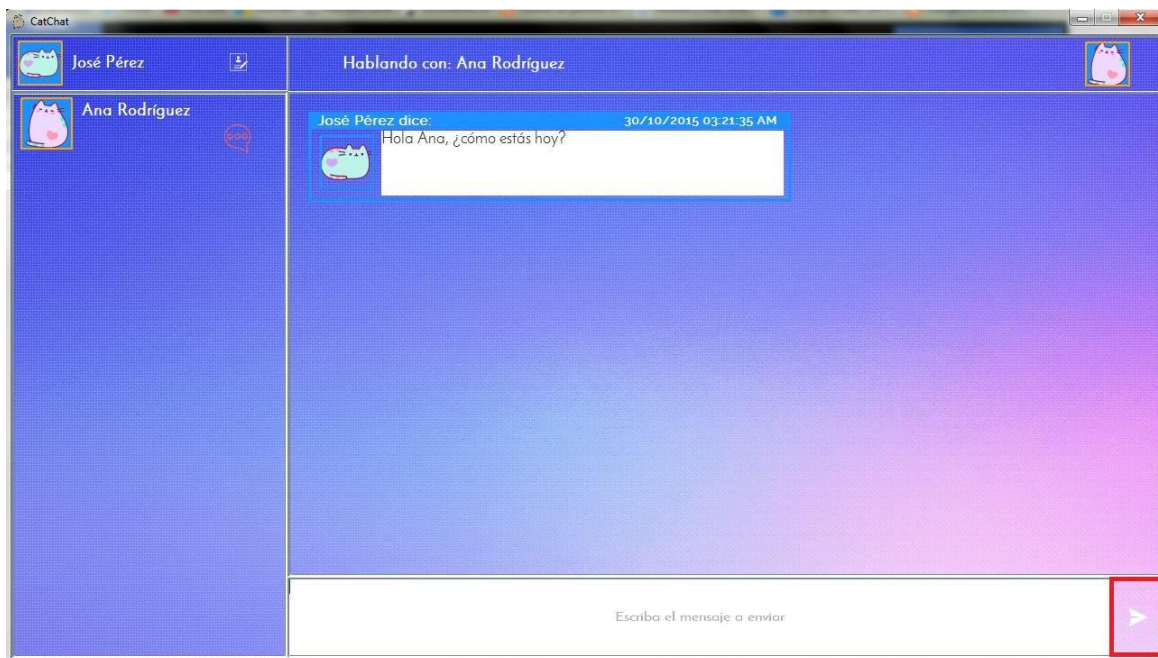 CatChat
José Pérez
Hablando con: Ana Rodríguez
Ana Rodríguez
José Pérez dice: 30/10/2015 03:21:35 AM
Hola Ana, ¿cómo estás hoy?
Escriba el mensaje a enviar